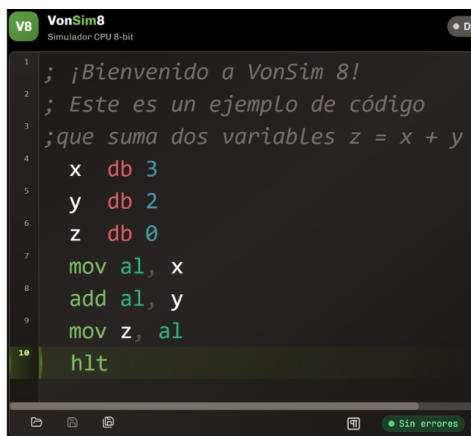 V8
VonSim8
Simulador CPU 8-bit
D
1
; ¡Bienvenido a VonSim 8!
2
; Este es un ejemplo de código
3
;que suma dos variables z = x + y
4
x db 3
5
y db 2
6
z db 0
7
mov al, x
8
add al, y
9
mov z, al
10
hlt
Sin errores